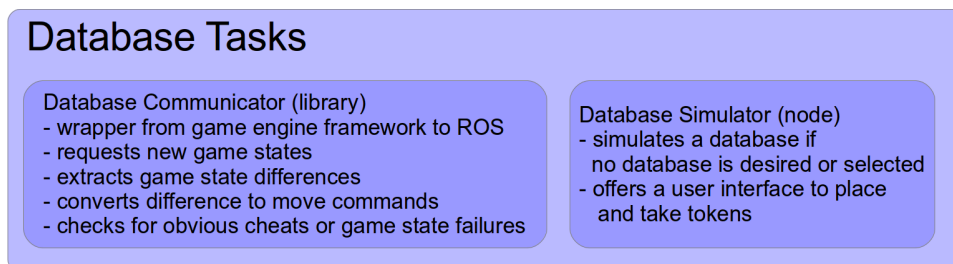 Database Tasks
Database Communicator (library)
- wrapper from game engine framework to ROS
- requests new game states
- extracts game state differences
- converts difference to move commands
- checks for obvious cheats or game state failures
Database Simulator (node)
- simulates a database if
no database is desired or selected
- offers a user interface to place
and take tokens